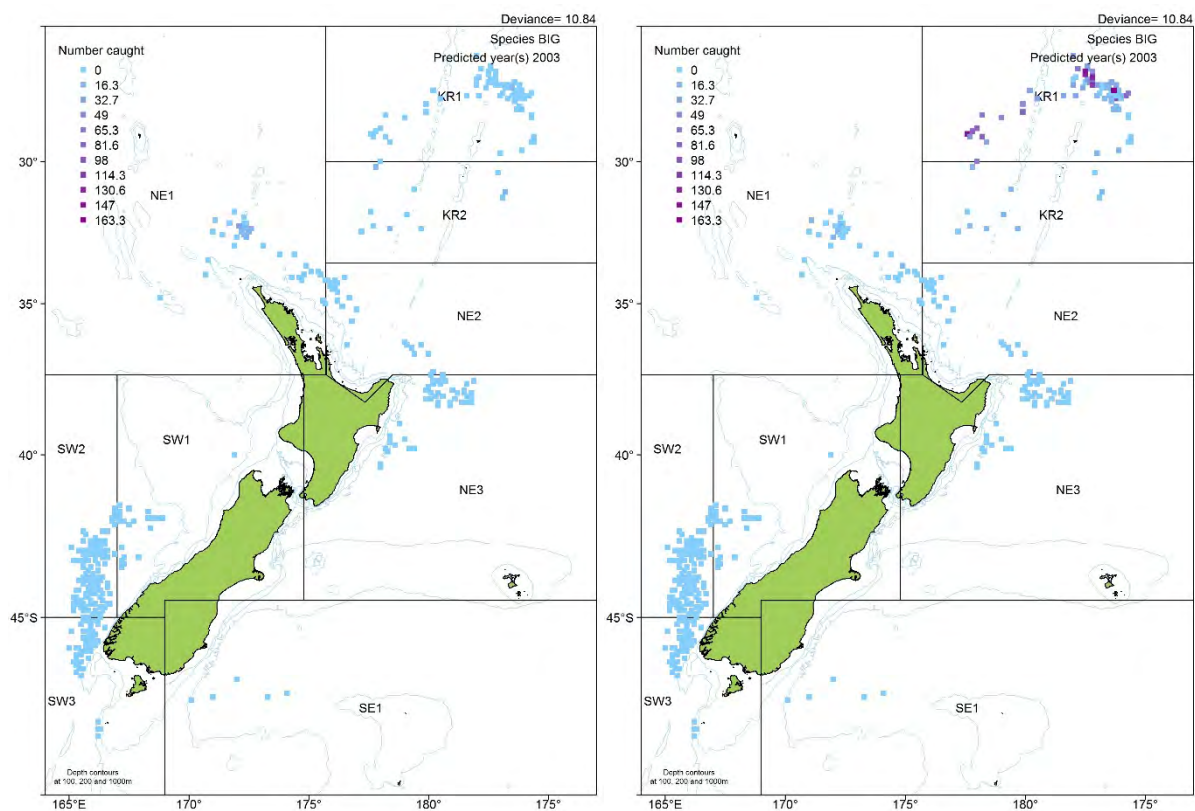 Deviance= 10.84
Species BIG
Predicted year(s) 2003
Number caught
0
16.3
32.7
49
65.3
81.6
98
114.3
130.6
147
163.3
KR1
30°
NE1
KR2
35°
NE2
SW2
SW1
40°
NE3
45°S
SW3
SE1
Depth contours
at 100, 200 and 1000m
165°E
170°
175°
180°
175°
Deviance= 10.84
Species BIG
Predicted year(s) 2003
Number caught
0
16.3
32.7
49
65.3
81.6
98
114.3
130.6
147
163.3
KR1
30°
NE1
KR2
35°
NE2
SW2
SW1
40°
NE3
45°S
SW3
SE1
Depth contours
at 100, 200 and 1000m
165°E
170°
175°
180°
175°